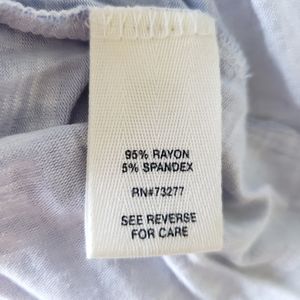 95% RAYON
5% SPANDEX
RN#73277
SEE REVERSE
FOR CARE